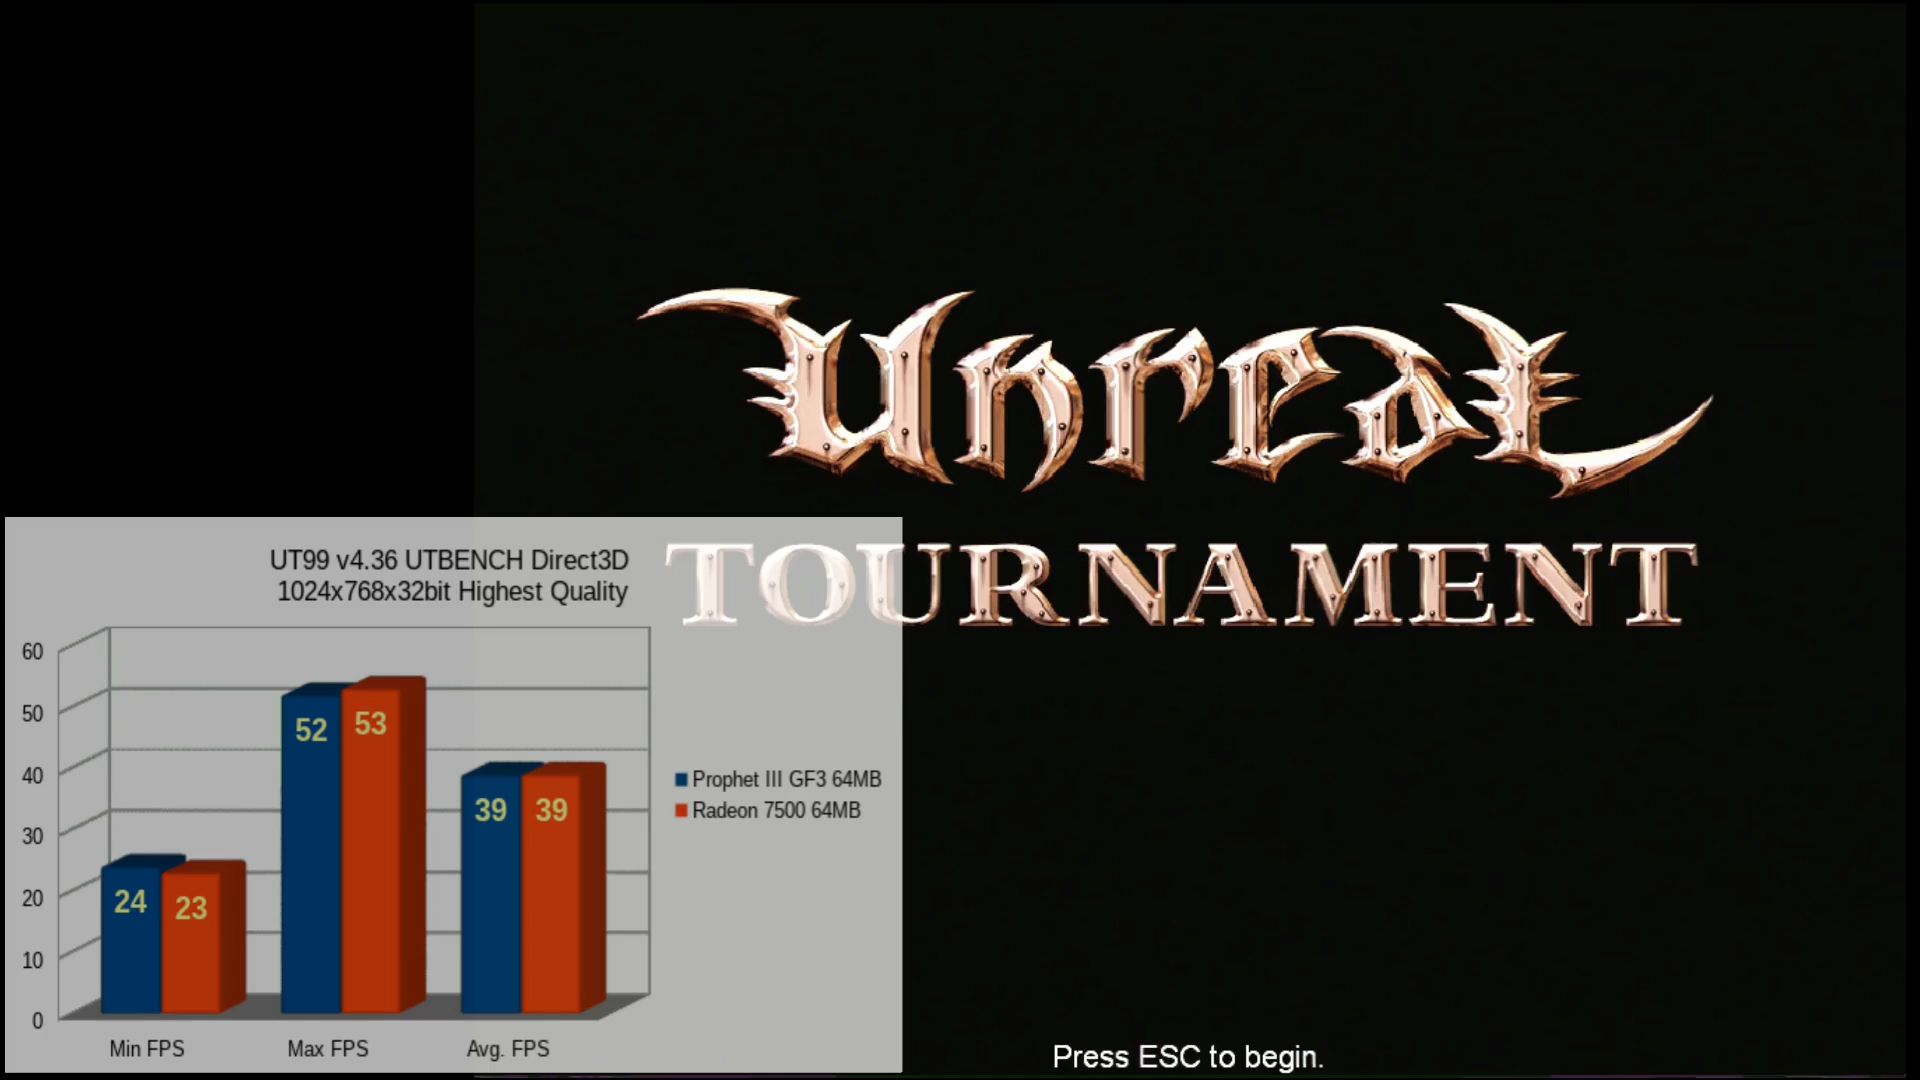 Unreal
TOURNAMENT
UT99 v4.36 UTBENCH Direct3D
1024x768x32bit Highest Quality
60
50
40
30
20
10
0
24
23
52
53
39
39
Min FPS
Max FPS
Avg. FPS
Prophet III GF3 64MB
Radeon 7500 64MB
Press ESC to begin.